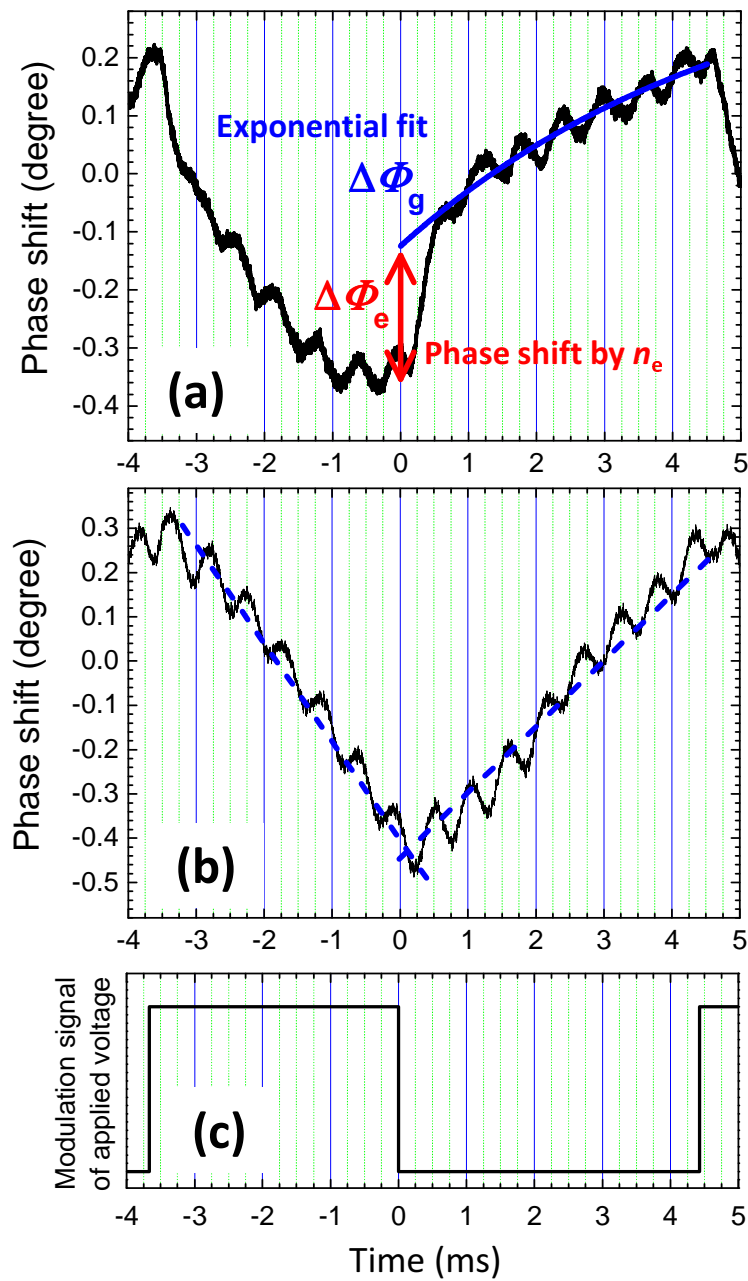 0.2
0.1
0.0
-0.1
-0.2
-0.3
-0.4
Phase shift (degree)
Exponential fit
ΔΦg
ΔΦe
Phase shift by ne
(a)
-4 -3 -2 -1 0 1 2 3 4 5
0.3
0.2
0.1
0.0
-0.1
-0.2
-0.3
-0.4
-0.5
Phase shift (degree)
(b)
-4 -3 -2 -1 0 1 2 3 4 5
Modulation signal
of applied voltage
(c)
-4 -3 -2 -1 0 1 2 3 4 5
Time (ms)